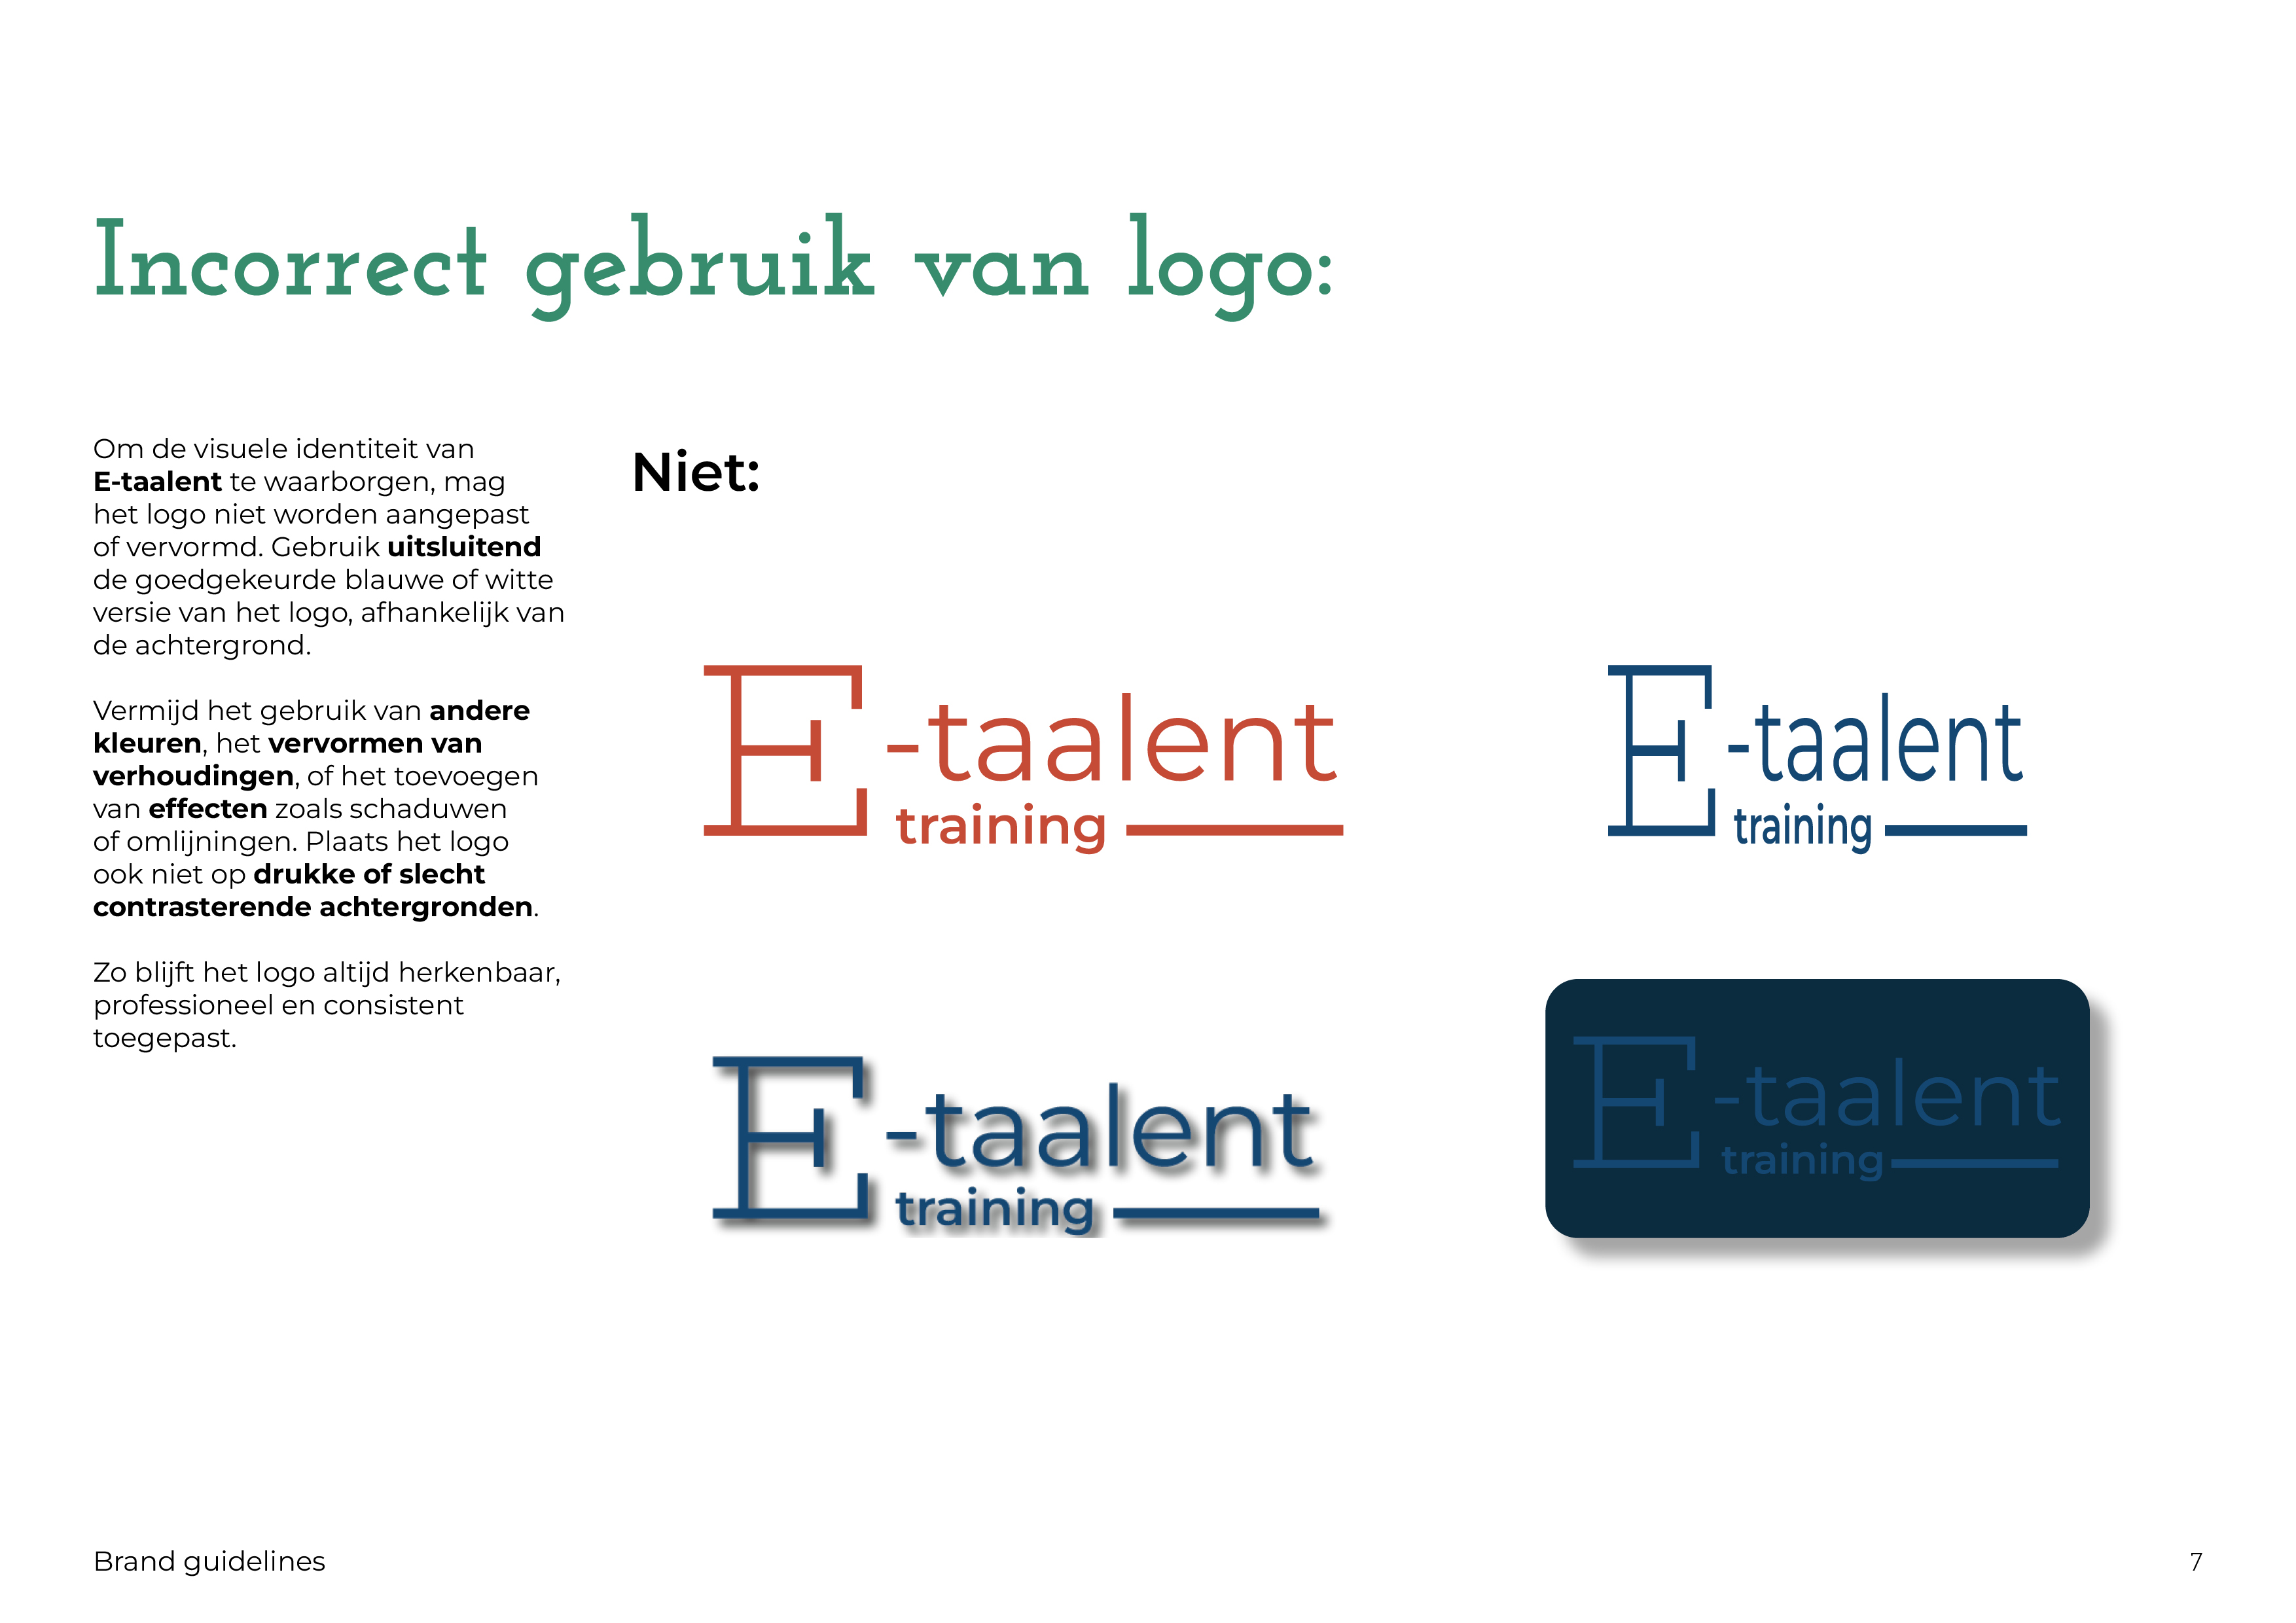 Incorrect gebruik van logo:
Om de visuele identiteit van
E-taalent te waarborgen, mag
het logo niet worden aangepast
of vervormd. Gebruik uitsluitend
de goedgekeurde blauwe of witte
versie van het logo, afhankelijk van
de achtergrond.
Vermijd het gebruik van andere
kleuren, het vervormen van
verhoudingen, of het toevoegen
van effecten zoals schaduwen
of omlijningen. Plaats het logo
ook niet op drukke of slecht
contrasterende achtergronden.
Zo blijft het logo altijd herkenbaar,
professioneel en consistent
toegepast.
Niet:
E-taalent
training
E-taalent
training
E-taalent
training
E-taalent
training
Brand guidelines
7